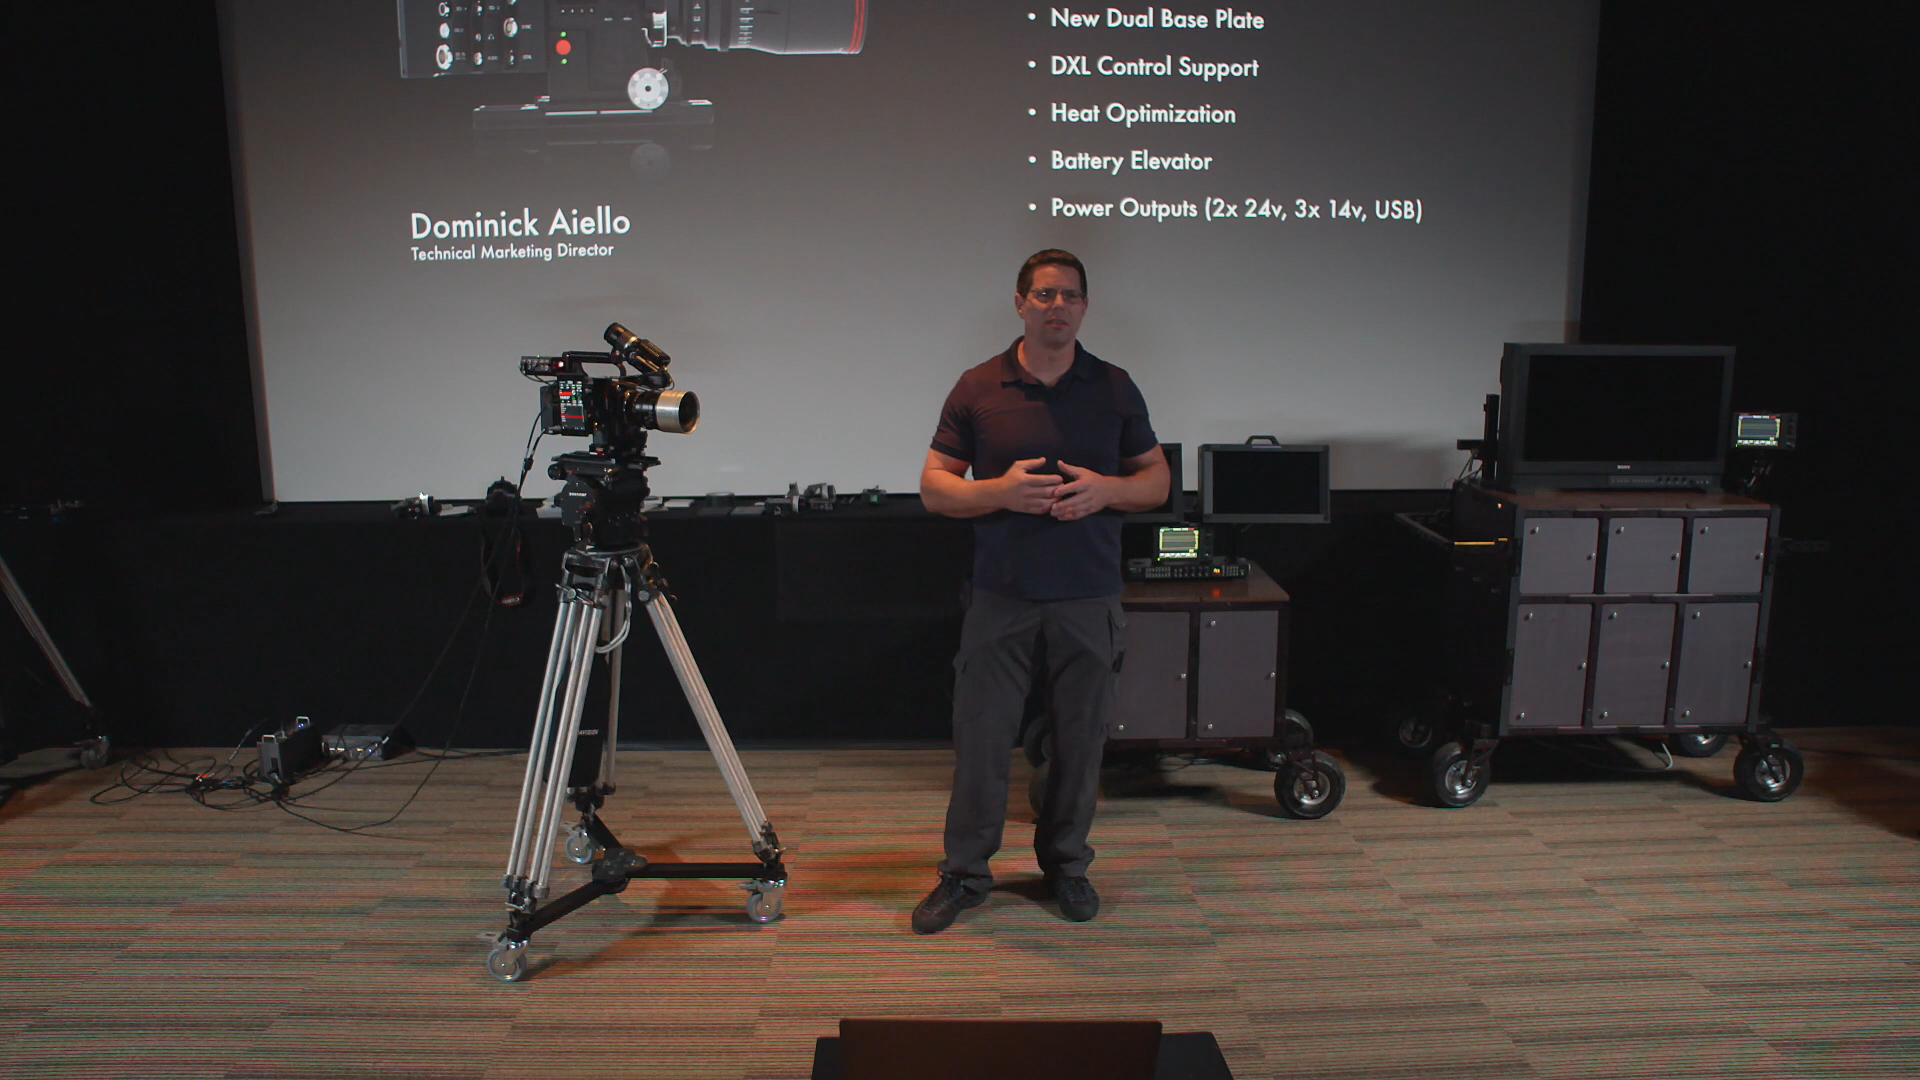 New Dual Base Plate
DXL Control Support
Heat Optimization
Battery Elevator
Power Outputs (2x 24v, 3x 14v, USB)
Dominick Aiello
Technical Marketing Director
SONY